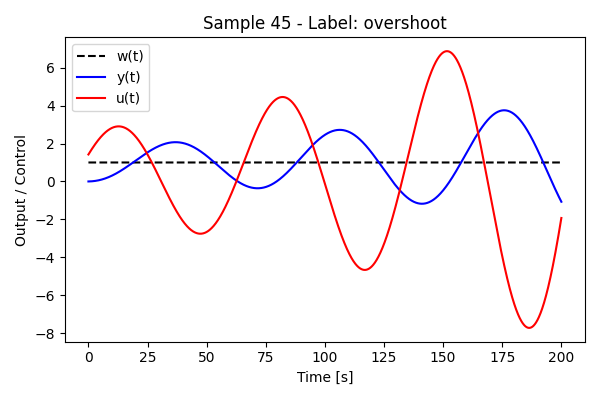 Sample 45 - Label: overshoot
w(t)
y(t)
u(t)
Output / Control
6
4
2
0
−2
−4
−6
−8
0 25 50 75 100 125 150 175 200
Time [s]